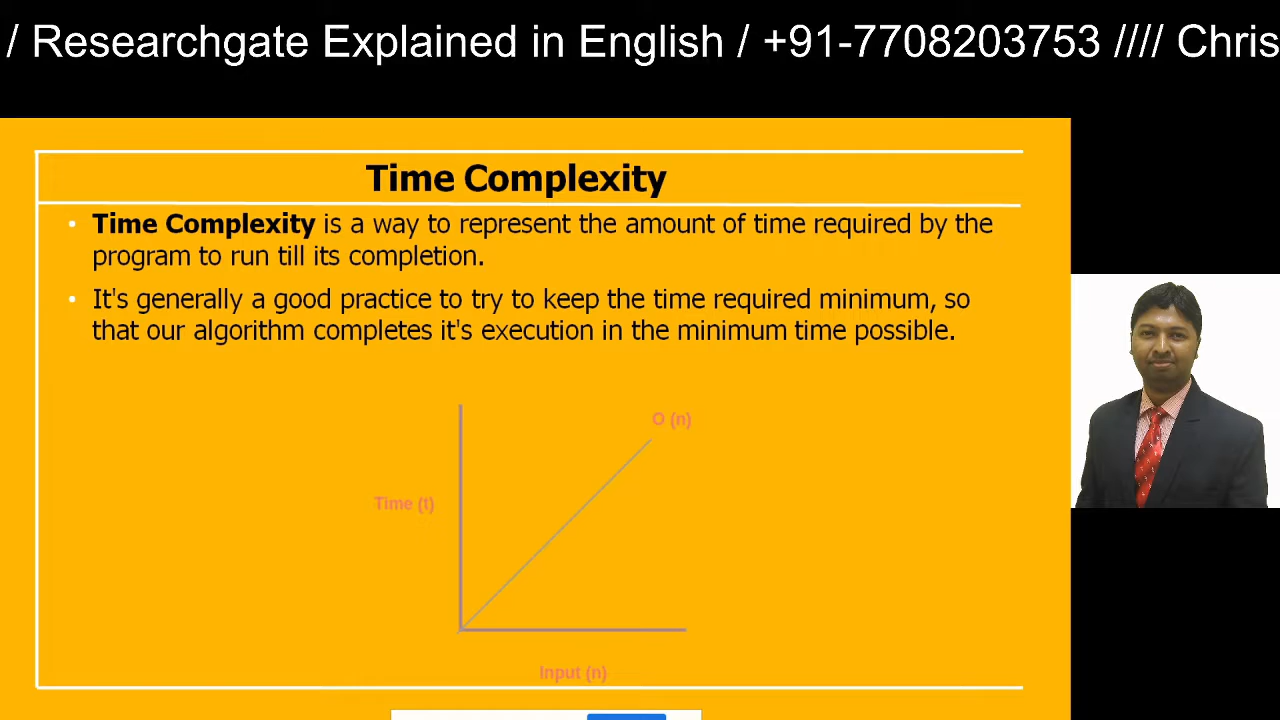 / Researchgate Explained in English / +91-7708203753 //// Chris
Time Complexity
• Time Complexity is a way to represent the amount of time required by the
program to run till its completion.
• It's generally a good practice to try to keep the time required minimum, so
that our algorithm completes it's execution in the minimum time possible.
O (n)
Time (t)
Input (n)